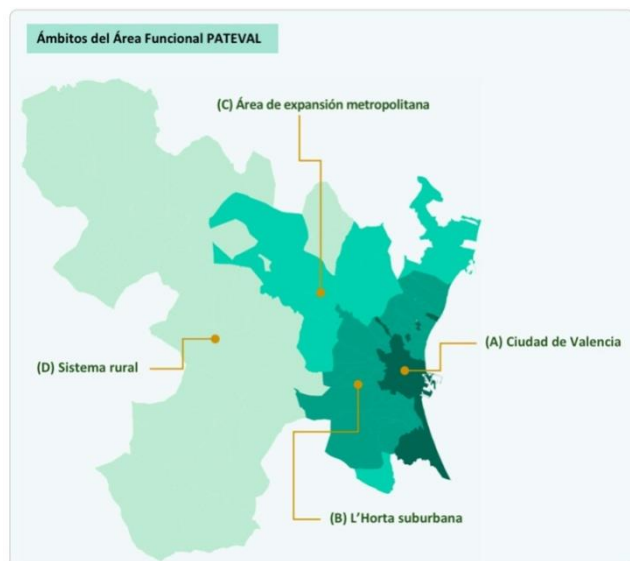 Ámbitos del Área Funcional PATEVAL
(C) Área de expansión metropolitana
(A) Ciudad de Valencia
(D) Sistema rural
(B) L'Horta suburbana